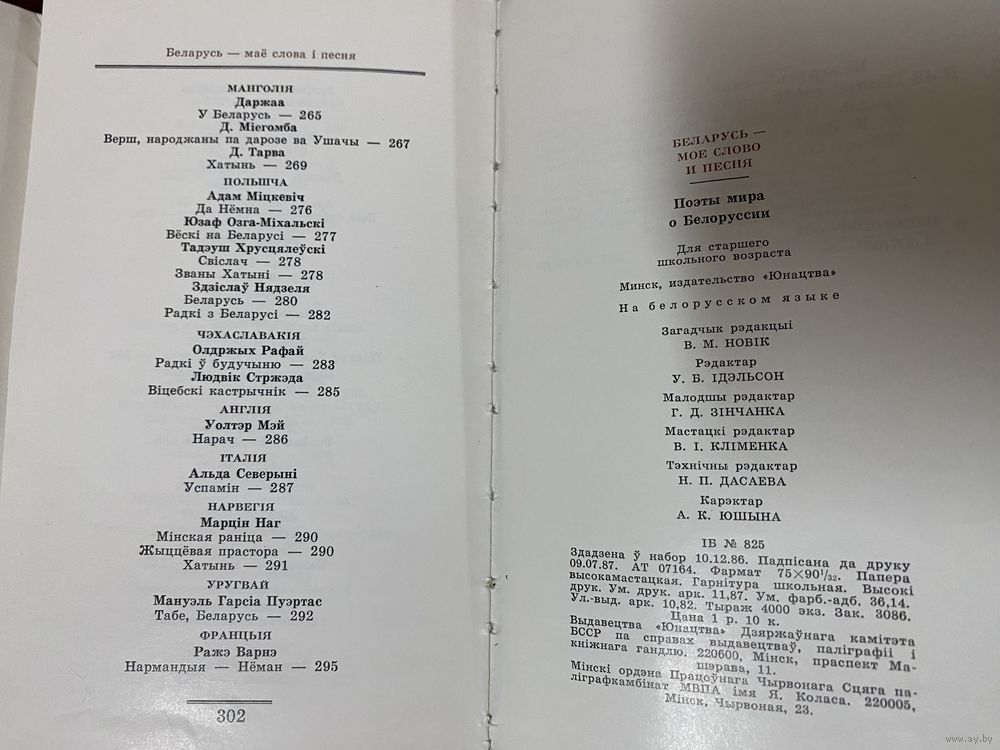 Беларусь — маё слова і песня
МАНГОЛІЯ
Даржаа
У Беларусь — 265
Д. Міегомба
Верш, народжаны па дарозе ва Ушачы — 267
Д. Тарва
Хатынь — 269
ПОЛЬШЧА
Адам Міцкевіч
Да Нёмна — 276
Юзаф Озга-Міхальскі
Вёскі на Беларусі — 277
Тадэуш Хрусцялеўскі
Свіслач — 278
Званы Хатыні — 278
Здзіслаў Нядзеля
Беларусь — 280
Радкі з Беларусі — 282
ЧЭХАСЛАВАКІЯ
Олдржых Рафай
Радкі ў будучыню — 283
Людвік Стржэда
Віцебскі кастрычнік — 285
АНГЛІЯ
Уолтэр Мэй
Нарач — 286
ІТАЛІЯ
Альда Северыні
Успамін — 287
НАРВЕГІЯ
Марцін Наг
Мінская раніца — 290
Жыццёвая прастора — 290
Хатынь — 291
УРУГВАЙ
Мануэль Гарсіа Пуэртас
Табе, Беларусь — 292
ФРАНЦЫЯ
Ражэ Варнэ
Нармандыя — Нёман — 295
302
БЕЛАРУСЬ —
МОЕ СЛОВО
И ПЕСНЯ
Поэты мира
о Белоруссии
Для старшего
школьного возраста
Минск, издательство «Юнацтва»
На белорусском языке
Загадчык рэдакцыі
В. М. НОВІК
Рэдактар
У. Б. ІДЭЛЬСОН
Малодшы рэдактар
Г. Д. ЗІНЧАНКА
Мастацкі рэдактар
В. І. КЛІМЕНКА
Тэхнічны рэдактар
Н. П. ДАСАЕВА
Карэктар
А. К. ЮШЫНА
ІБ № 825
Здадзена ў набор 10.12.86. Падпісана да друку
09.07.87. АТ 07164. Фармат 75×90¹/₃₂. Папера
высокамастацкая. Гарнітура школьная. Высокі
друк. Ум. друк. арк. 11,87. Ум. фарб.-адб. 36,14.
Ул.-выд. арк. 10,82. Тыраж 4000 экз. Зак. 3086.
Цана 1 р. 10 к.
Выдавецтва «Юнацтва» Дзяржаўнага камітэта
БССР па справах выдавецтваў, паліграфіі і
кніжнага гандлю. 220600, Мінск, праспект Ма-
шэрава, 11.
Мінскі ордэна Працоўнага Чырвонага Сцяга па-
ліграфкамбінат МВПА імя Я. Коласа. 220005,
Мінск, Чырвоная, 23.
www.ay.by